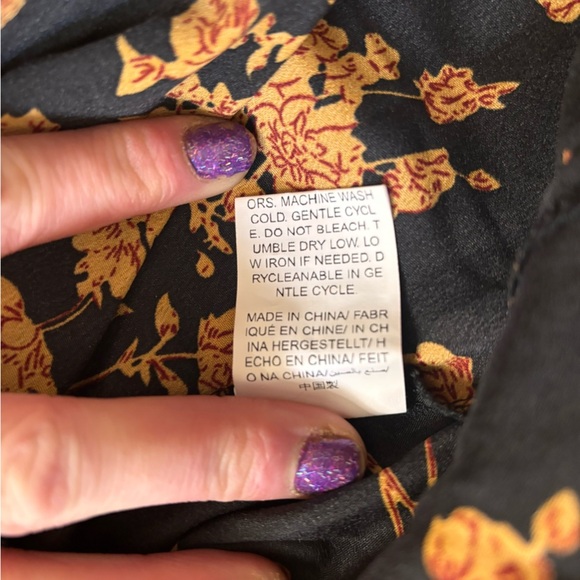 ORS. MACHINE WASH
COLD. GENTLE CYCL
E. DO NOT BLEACH. T
UMBLE DRY LOW. LO
W IRON IF NEEDED. D
RYCLEANABLE IN GE
NTLE CYCLE.
MADE IN CHINA/ FABR
IQUÉ EN CHINE/ IN CH
INA HERGESTELLT/ H
ECHO EN CHINA/ FEIT
O NA CHINA/ صنع بالصين/
中国製